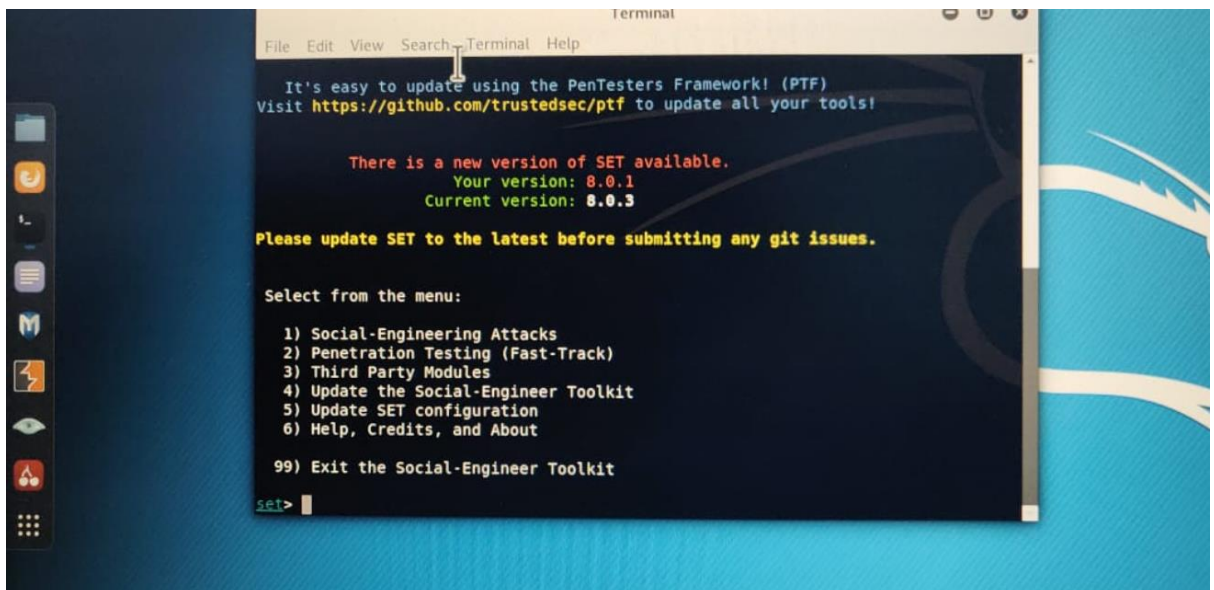 Terminal
File Edit View Search Terminal Help
It's easy to update using the PenTesters Framework! (PTF)
Visit https://github.com/trustedsec/ptf to update all your tools!
There is a new version of SET available.
Your version: 8.0.1
Current version: 8.0.3
Please update SET to the latest before submitting any git issues.
Select from the menu:
1) Social-Engineering Attacks
2) Penetration Testing (Fast-Track)
3) Third Party Modules
4) Update the Social-Engineer Toolkit
5) Update SET configuration
6) Help, Credits, and About
99) Exit the Social-Engineer Toolkit
set>